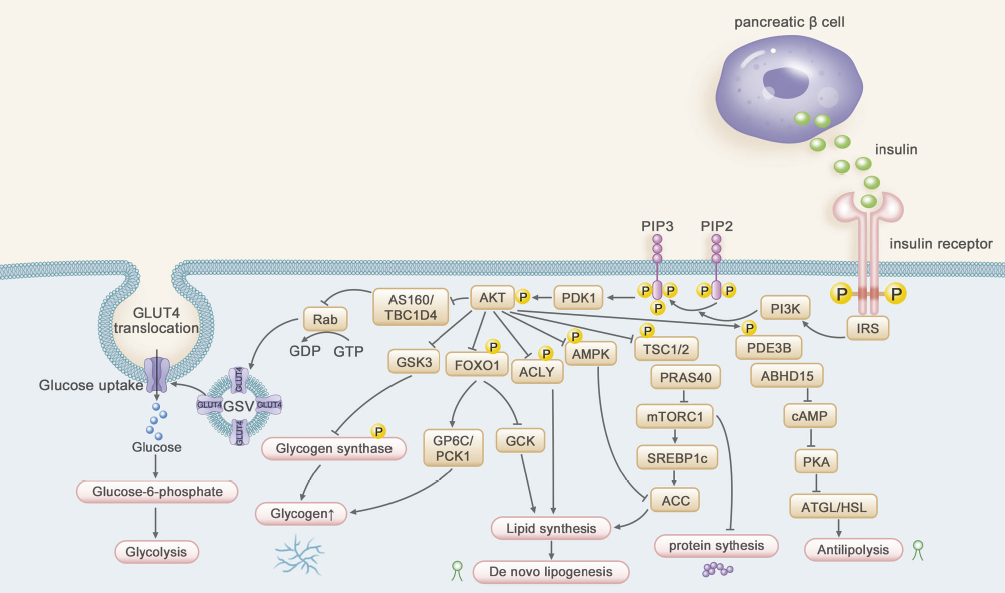 pancreatic β cell
insulin
insulin receptor
PIP3
PIP2
P
P
P
P
P
P
P
GLUT4
translocation
Glucose uptake
Glucose
Glucose-6-phosphate
Glycolysis
GLUT4
GLUT4
GSV
GLUT4
GLUT4
Rab
GDP
GTP
AS160/
TBC1D4
AKT
P
PDK1
PI3K
IRS
GSK3
FOXO1
P
ACLY
P
AMPK
P
TSC1/2
P
PDE3B
P
PRAS40
ABHD15
Glycogen synthase
P
GP6C/
PCK1
GCK
mTORC1
cAMP
SREBP1c
PKA
ACC
ATGL/HSL
Glycogen↑
Lipid synthesis
De novo lipogenesis
protein sythesis
Antilipolysis